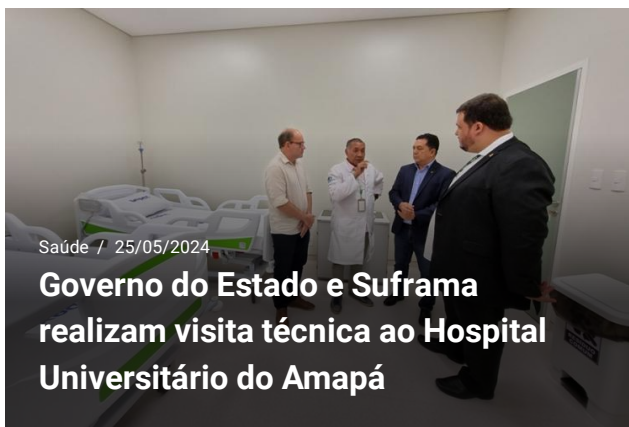 Saúde / 25/05/2024
Governo do Estado e Suframa
realizam visita técnica ao Hospital
Universitário do Amapá